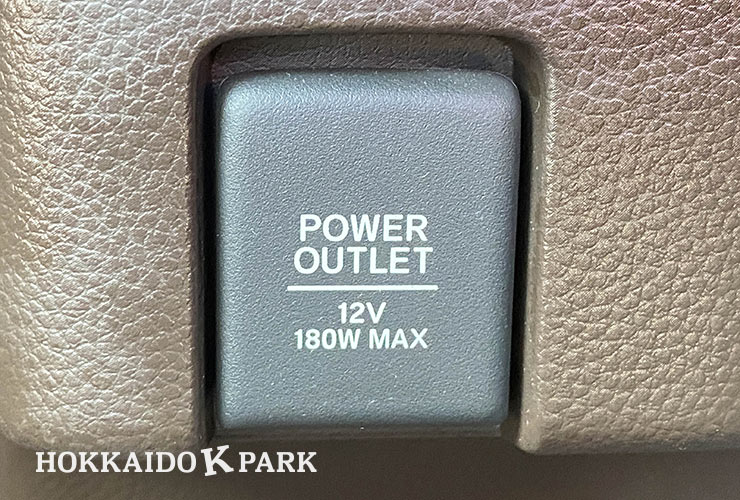 POWER
OUTLET
12V
180W MAX
HOKKAIDO K PARK